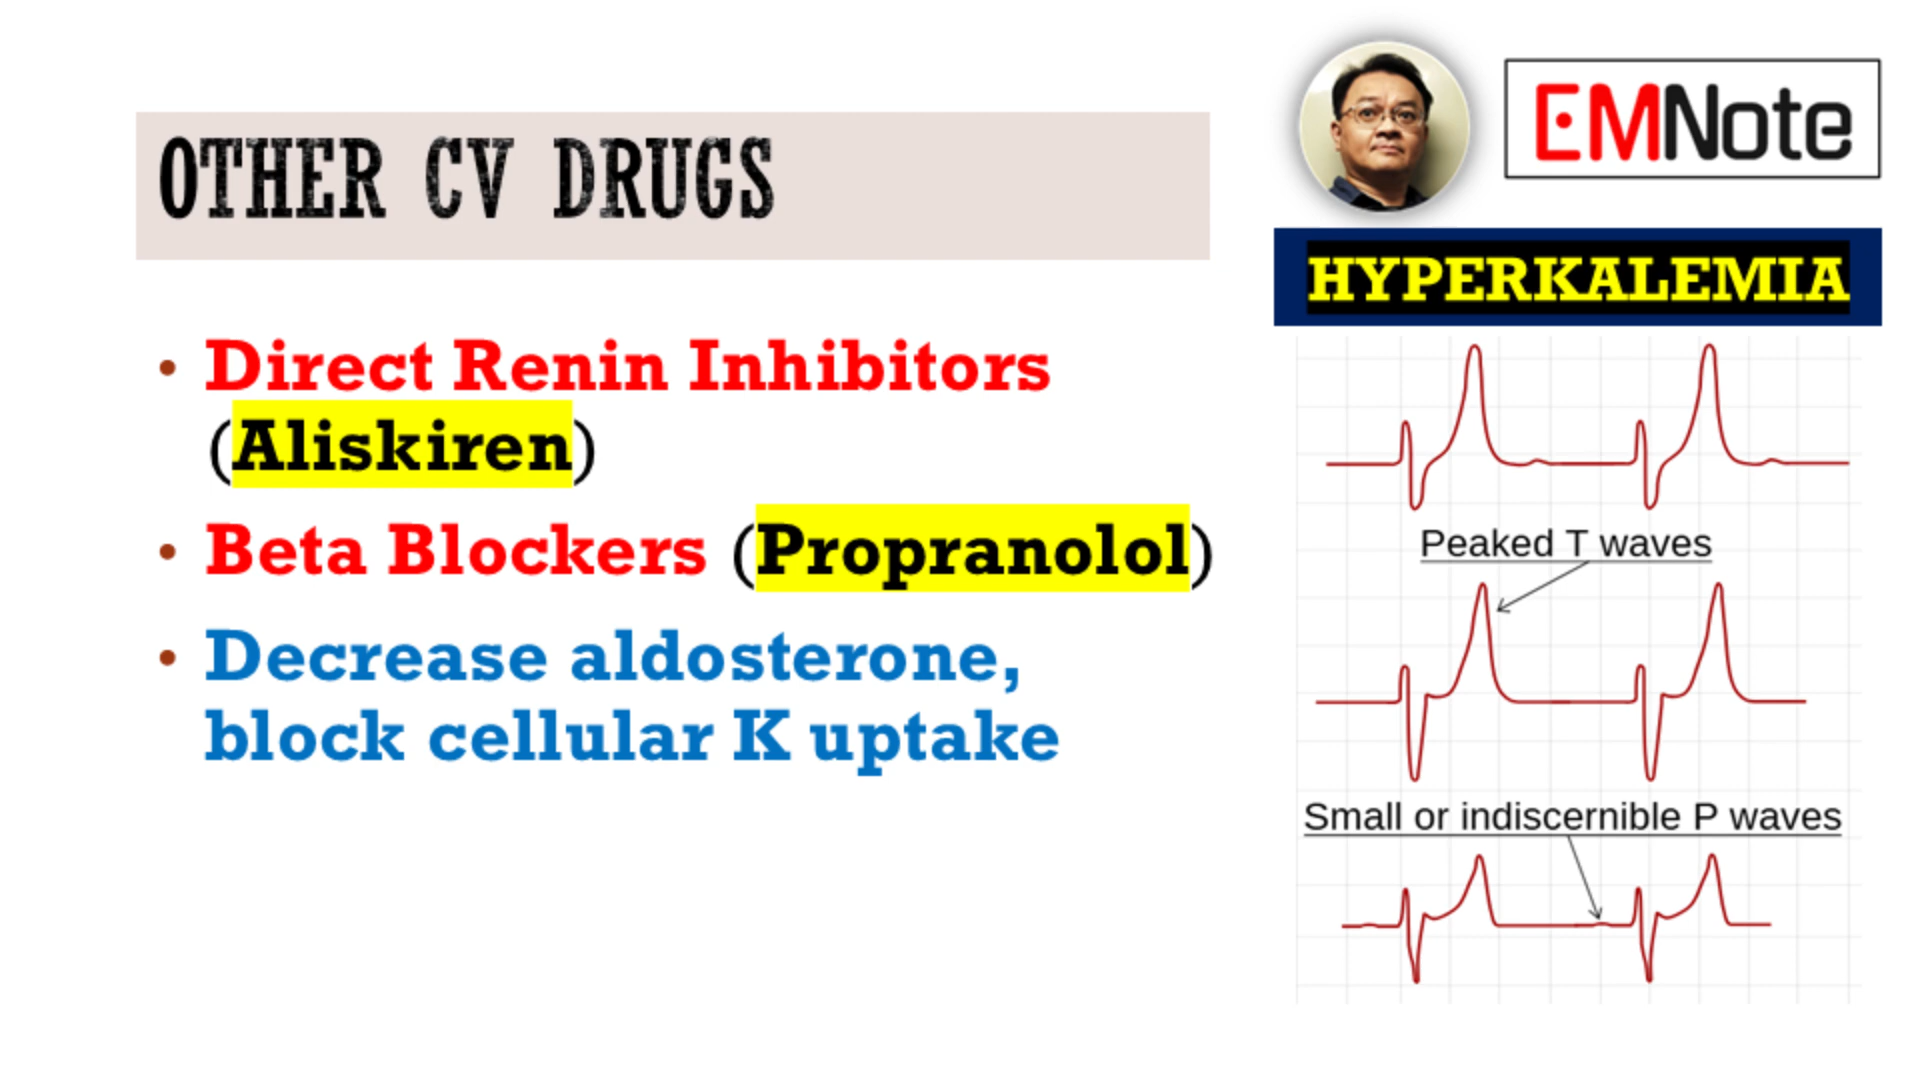 OTHER CV DRUGS
• Direct Renin Inhibitors
(Aliskiren)
• Beta Blockers (Propranolol)
• Decrease aldosterone,
block cellular K uptake
EMNote
HYPERKALEMIA
Peaked T waves
Small or indiscernible P waves